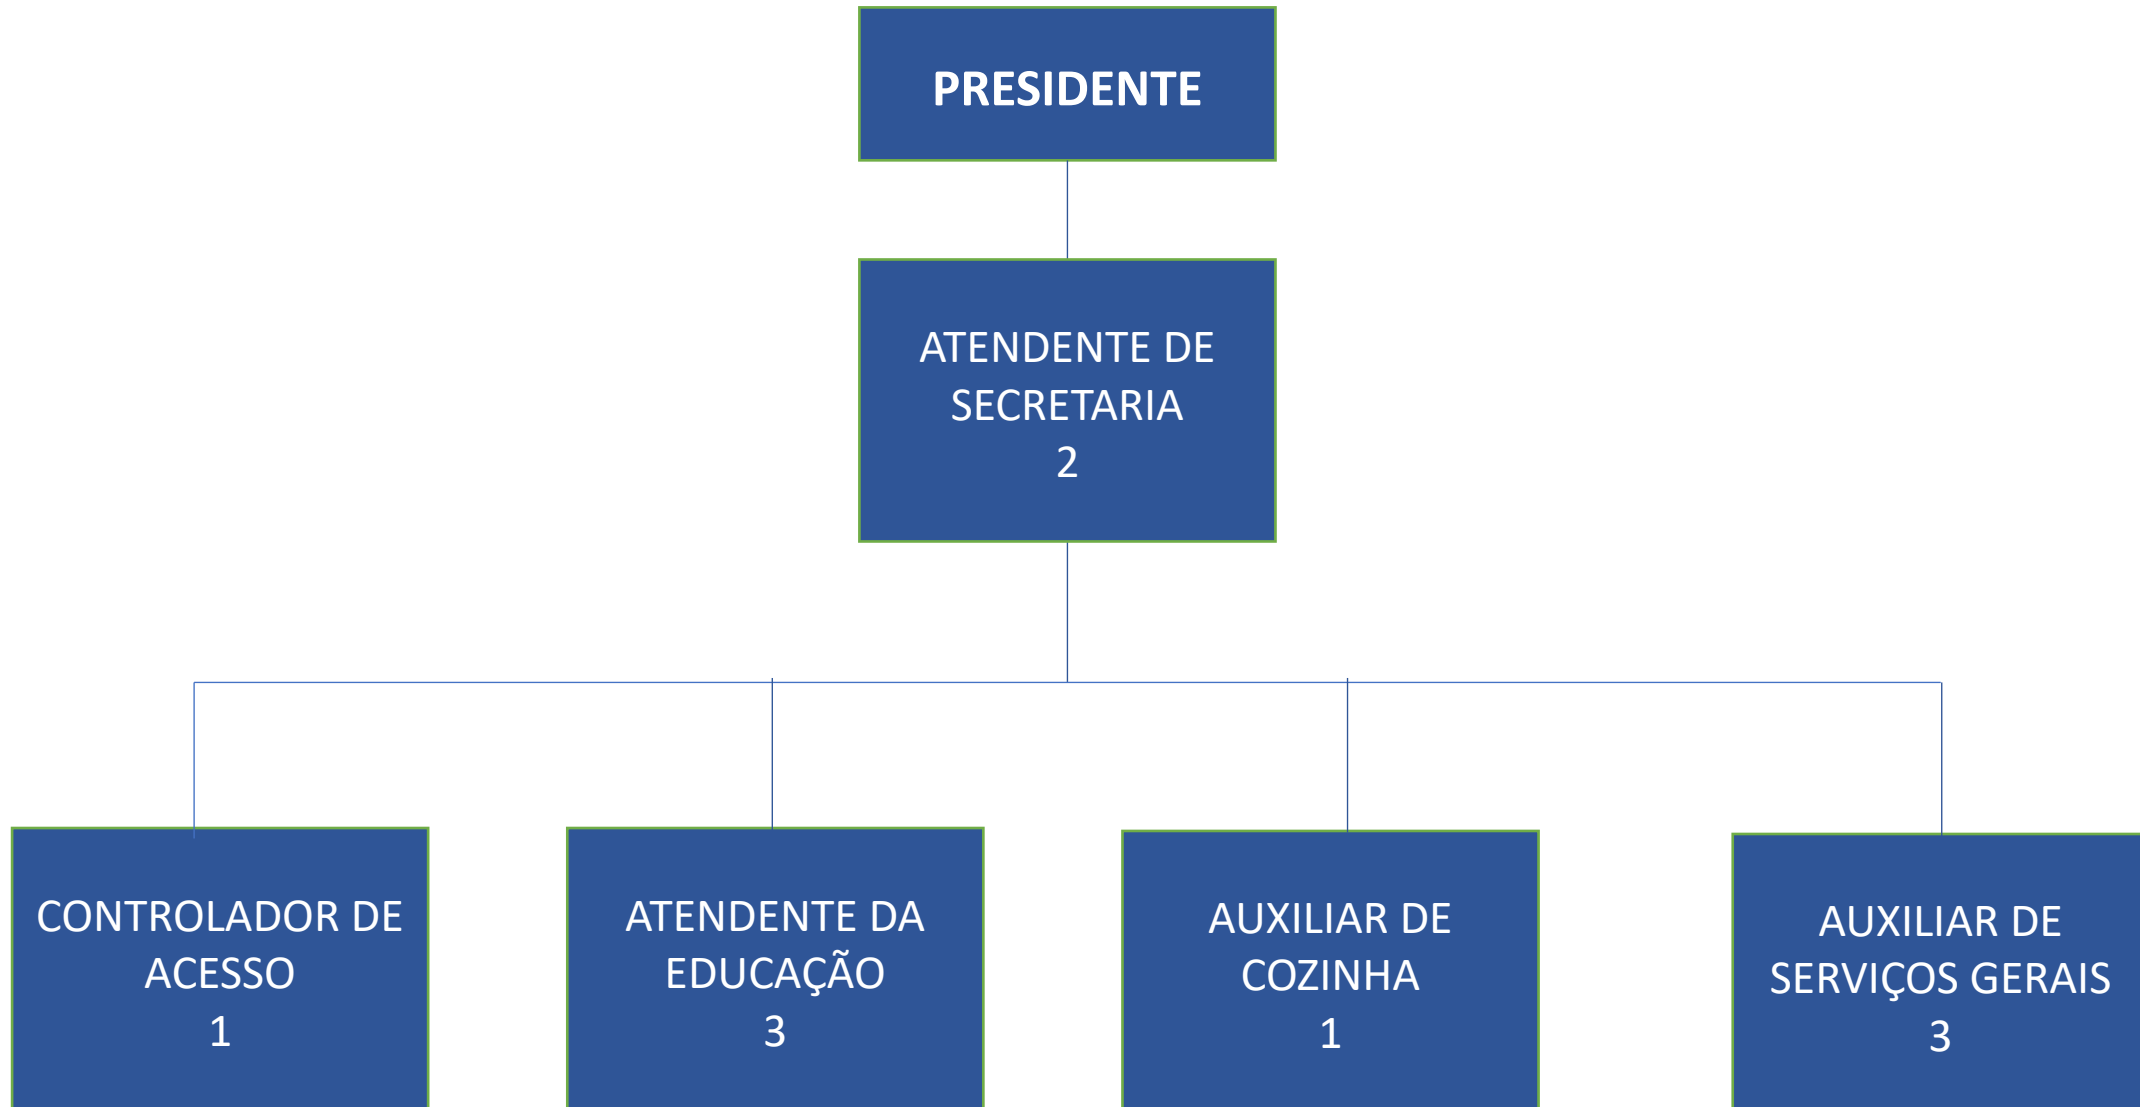 PRESIDENTE
ATENDENTE DE
SECRETARIA
2
CONTROLADOR DE
ACESSO
1
ATENDENTE DA
EDUCAÇÃO
3
AUXILIAR DE
COZINHA
1
AUXILIAR DE
SERVIÇOS GERAIS
3